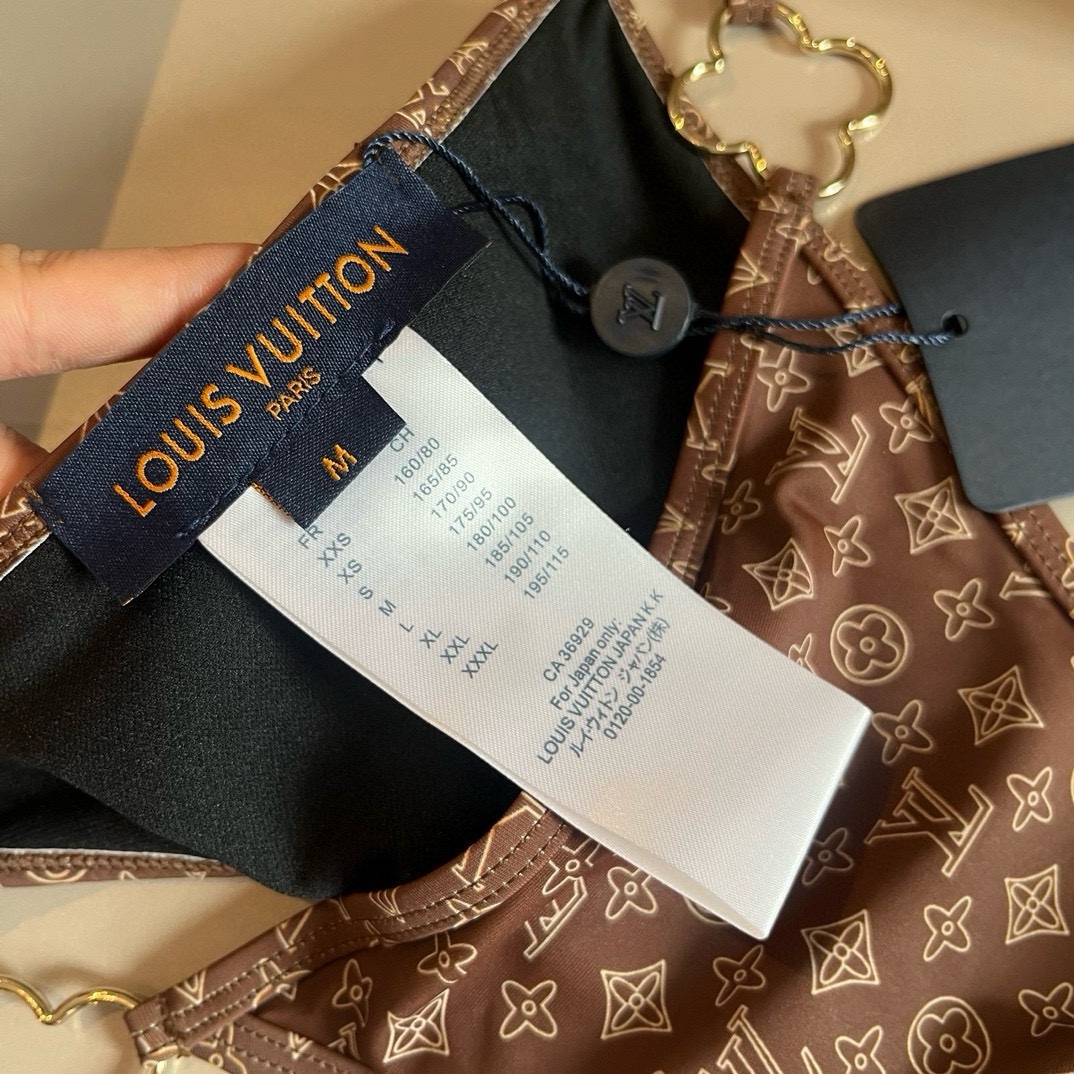 LOUIS VUITTON
PARIS
M
FR CH
XXS 160/80
XS 165/85
S 170/90
M 175/95
L 180/100
XL 185/105
XXL 190/110
XXXL 195/115
CA 36929
For Japan only:
LOUIS VUITTON JAPAN K.K
ルイ・ヴィトン ジャパン(株)
0120-00-1854
LV